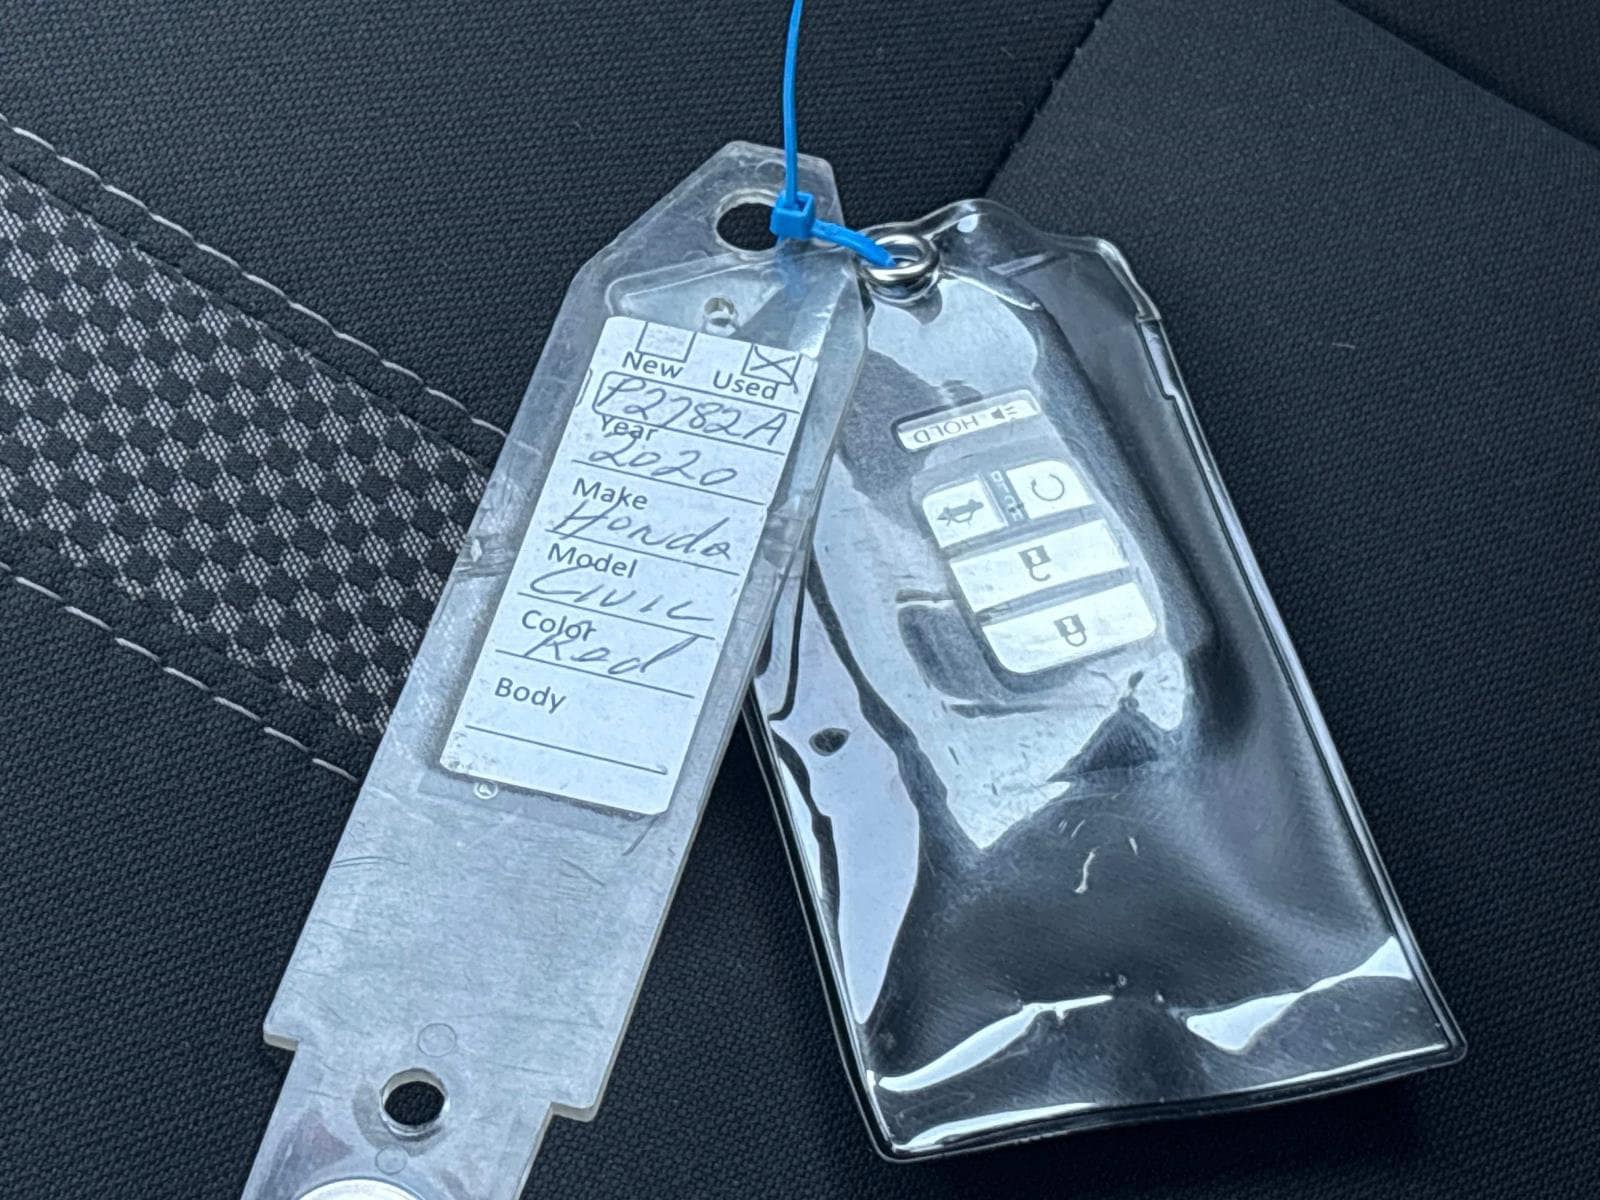 New Used
P2782A
Year
2020
Make
Honda
Model
Civic
Color
Red
Body
HOLD